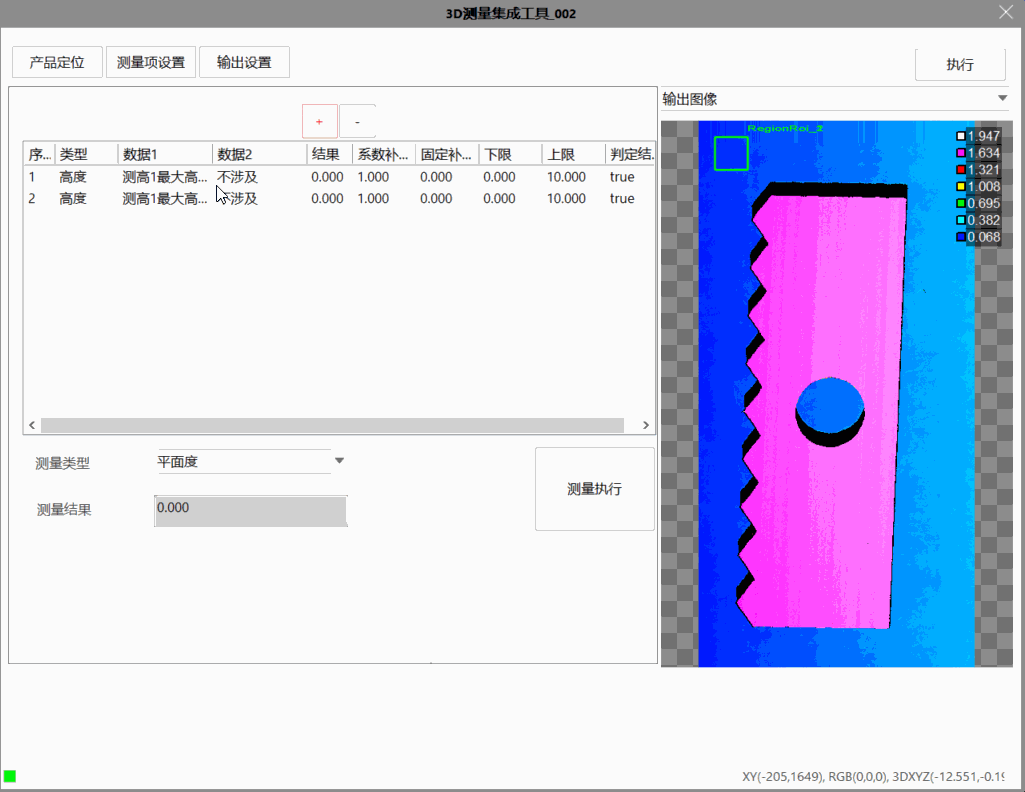 3D测量集成工具_002
产品定位 测量项设置 输出设置 执行
+ -
序... 类型 数据1 数据2 结果 系数补... 固定补... 下限 上限 判定结.
1 高度 测高1最大高... 不涉及 0.000 1.000 0.000 0.000 10.000 true
2 高度 测高1最大高... 不涉及 0.000 1.000 0.000 0.000 10.000 true
测量类型 平面度
测量结果 0.000
测量执行
输出图像
RegionRoi_
1.947
1.634
1.321
1.008
0.695
0.382
0.068
XY(-205,1649), RGB(0,0,0), 3DXYZ(-12.551,-0.19